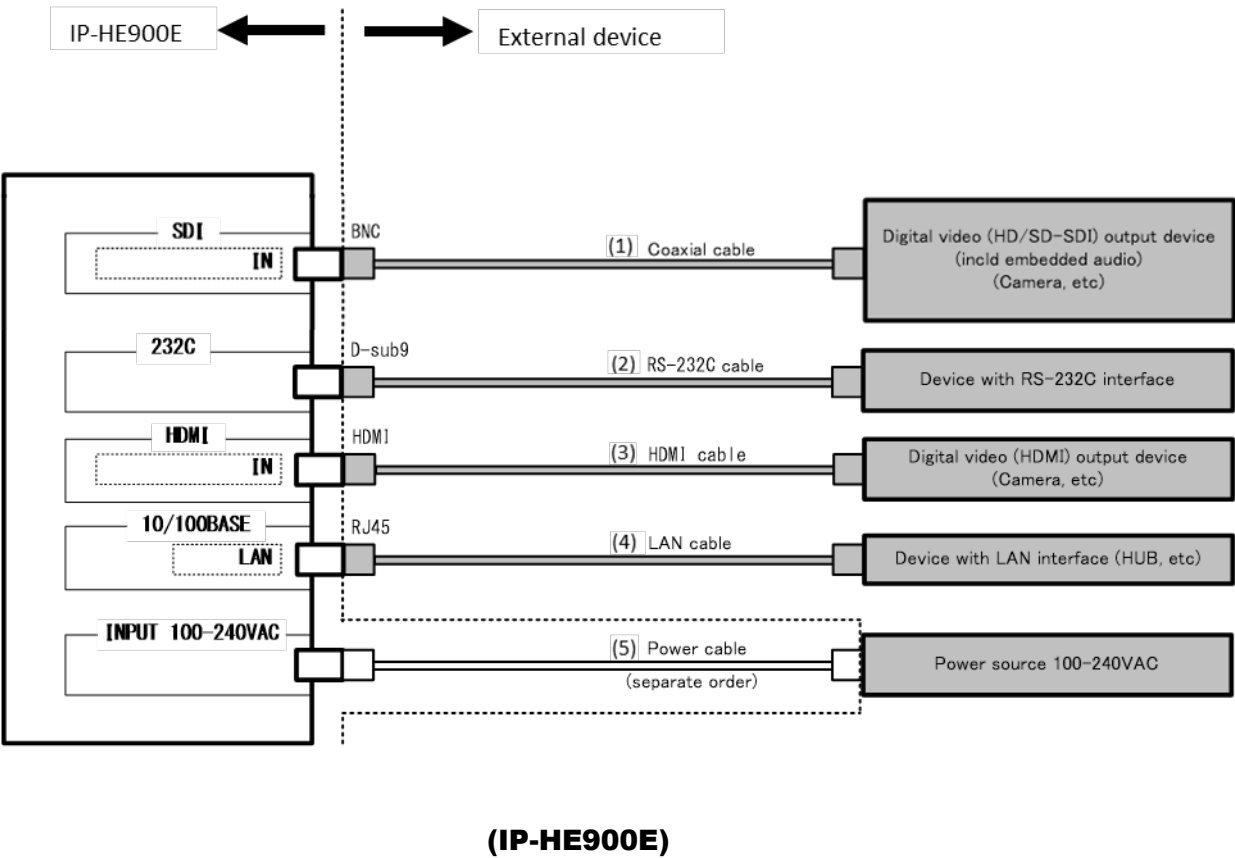 IP-HE900E
External device
SDI
IN
BNC
(1) Coaxial cable
Digital video (HD/SD-SDI) output device
(incld embedded audio)
(Camera, etc)
232C
D-sub9
(2) RS-232C cable
Device with RS-232C interface
HDMI
IN
HDMI
(3) HDMI cable
Digital video (HDMI) output device
(Camera, etc)
10/100BASE
LAN
RJ45
(4) LAN cable
Device with LAN interface (HUB, etc)
INPUT 100-240VAC
(5) Power cable
(separate order)
Power source 100-240VAC
(IP-HE900E)